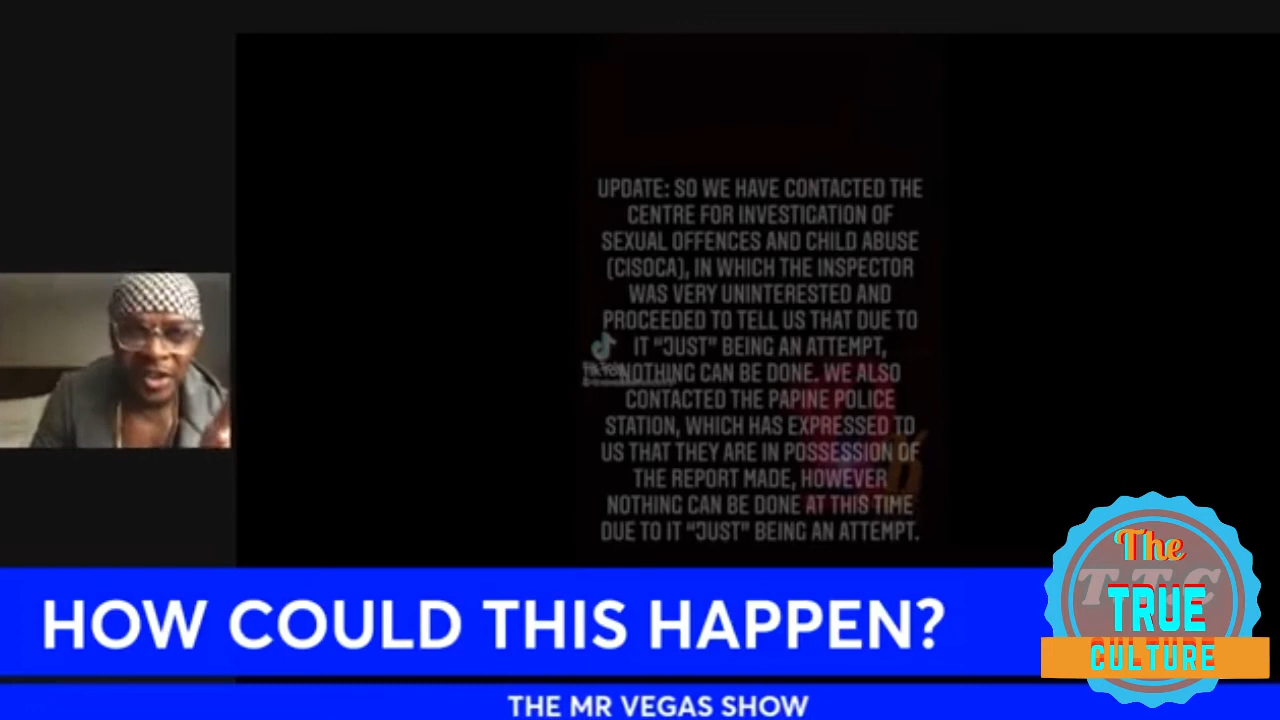 UPDATE: SO WE HAVE CONTACTED THE
CENTRE FOR INVESTIGATION OF
SEXUAL OFFENCES AND CHILD ABUSE
(CISOCA), IN WHICH THE INSPECTOR
WAS VERY UNINTERESTED AND
PROCEEDED TO TELL US THAT DUE TO
IT “JUST” BEING AN ATTEMPT,
NOTHING CAN BE DONE. WE ALSO
CONTACTED THE PAPINE POLICE
STATION, WHICH HAS EXPRESSED TO
US THAT THEY ARE IN POSSESSION OF
THE REPORT MADE, HOWEVER
NOTHING CAN BE DONE AT THIS TIME
DUE TO IT “JUST” BEING AN ATTEMPT.
TikTok
HOW COULD THIS HAPPEN?
THE MR VEGAS SHOW
The
TTC
TRUE
CULTURE